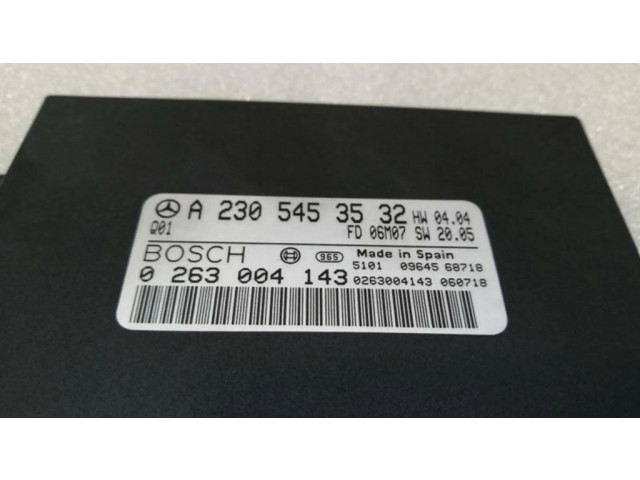 A 230 545 35 32 HW 04.04
Q01 FD 06M07 SW 20.05
BOSCH 965 Made in Spain
5101 09645 68718
0 263 004 143 0263004143 060718